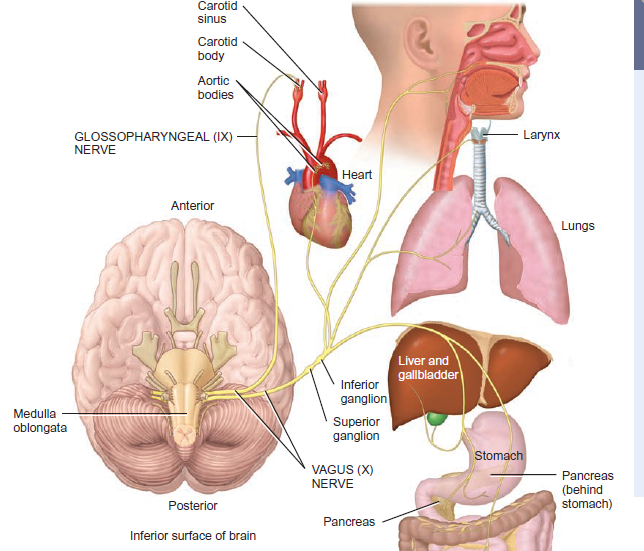 Carotid
sinus
Carotid
body
Aortic
bodies
GLOSSOPHARYNGEAL (IX)
NERVE
Larynx
Heart
Anterior
Lungs
Liver and
gallbladder
Inferior
ganglion
Superior
ganglion
Medulla
oblongata
Stomach
VAGUS (X)
NERVE
Pancreas
(behind
stomach)
Posterior
Pancreas
Inferior surface of brain